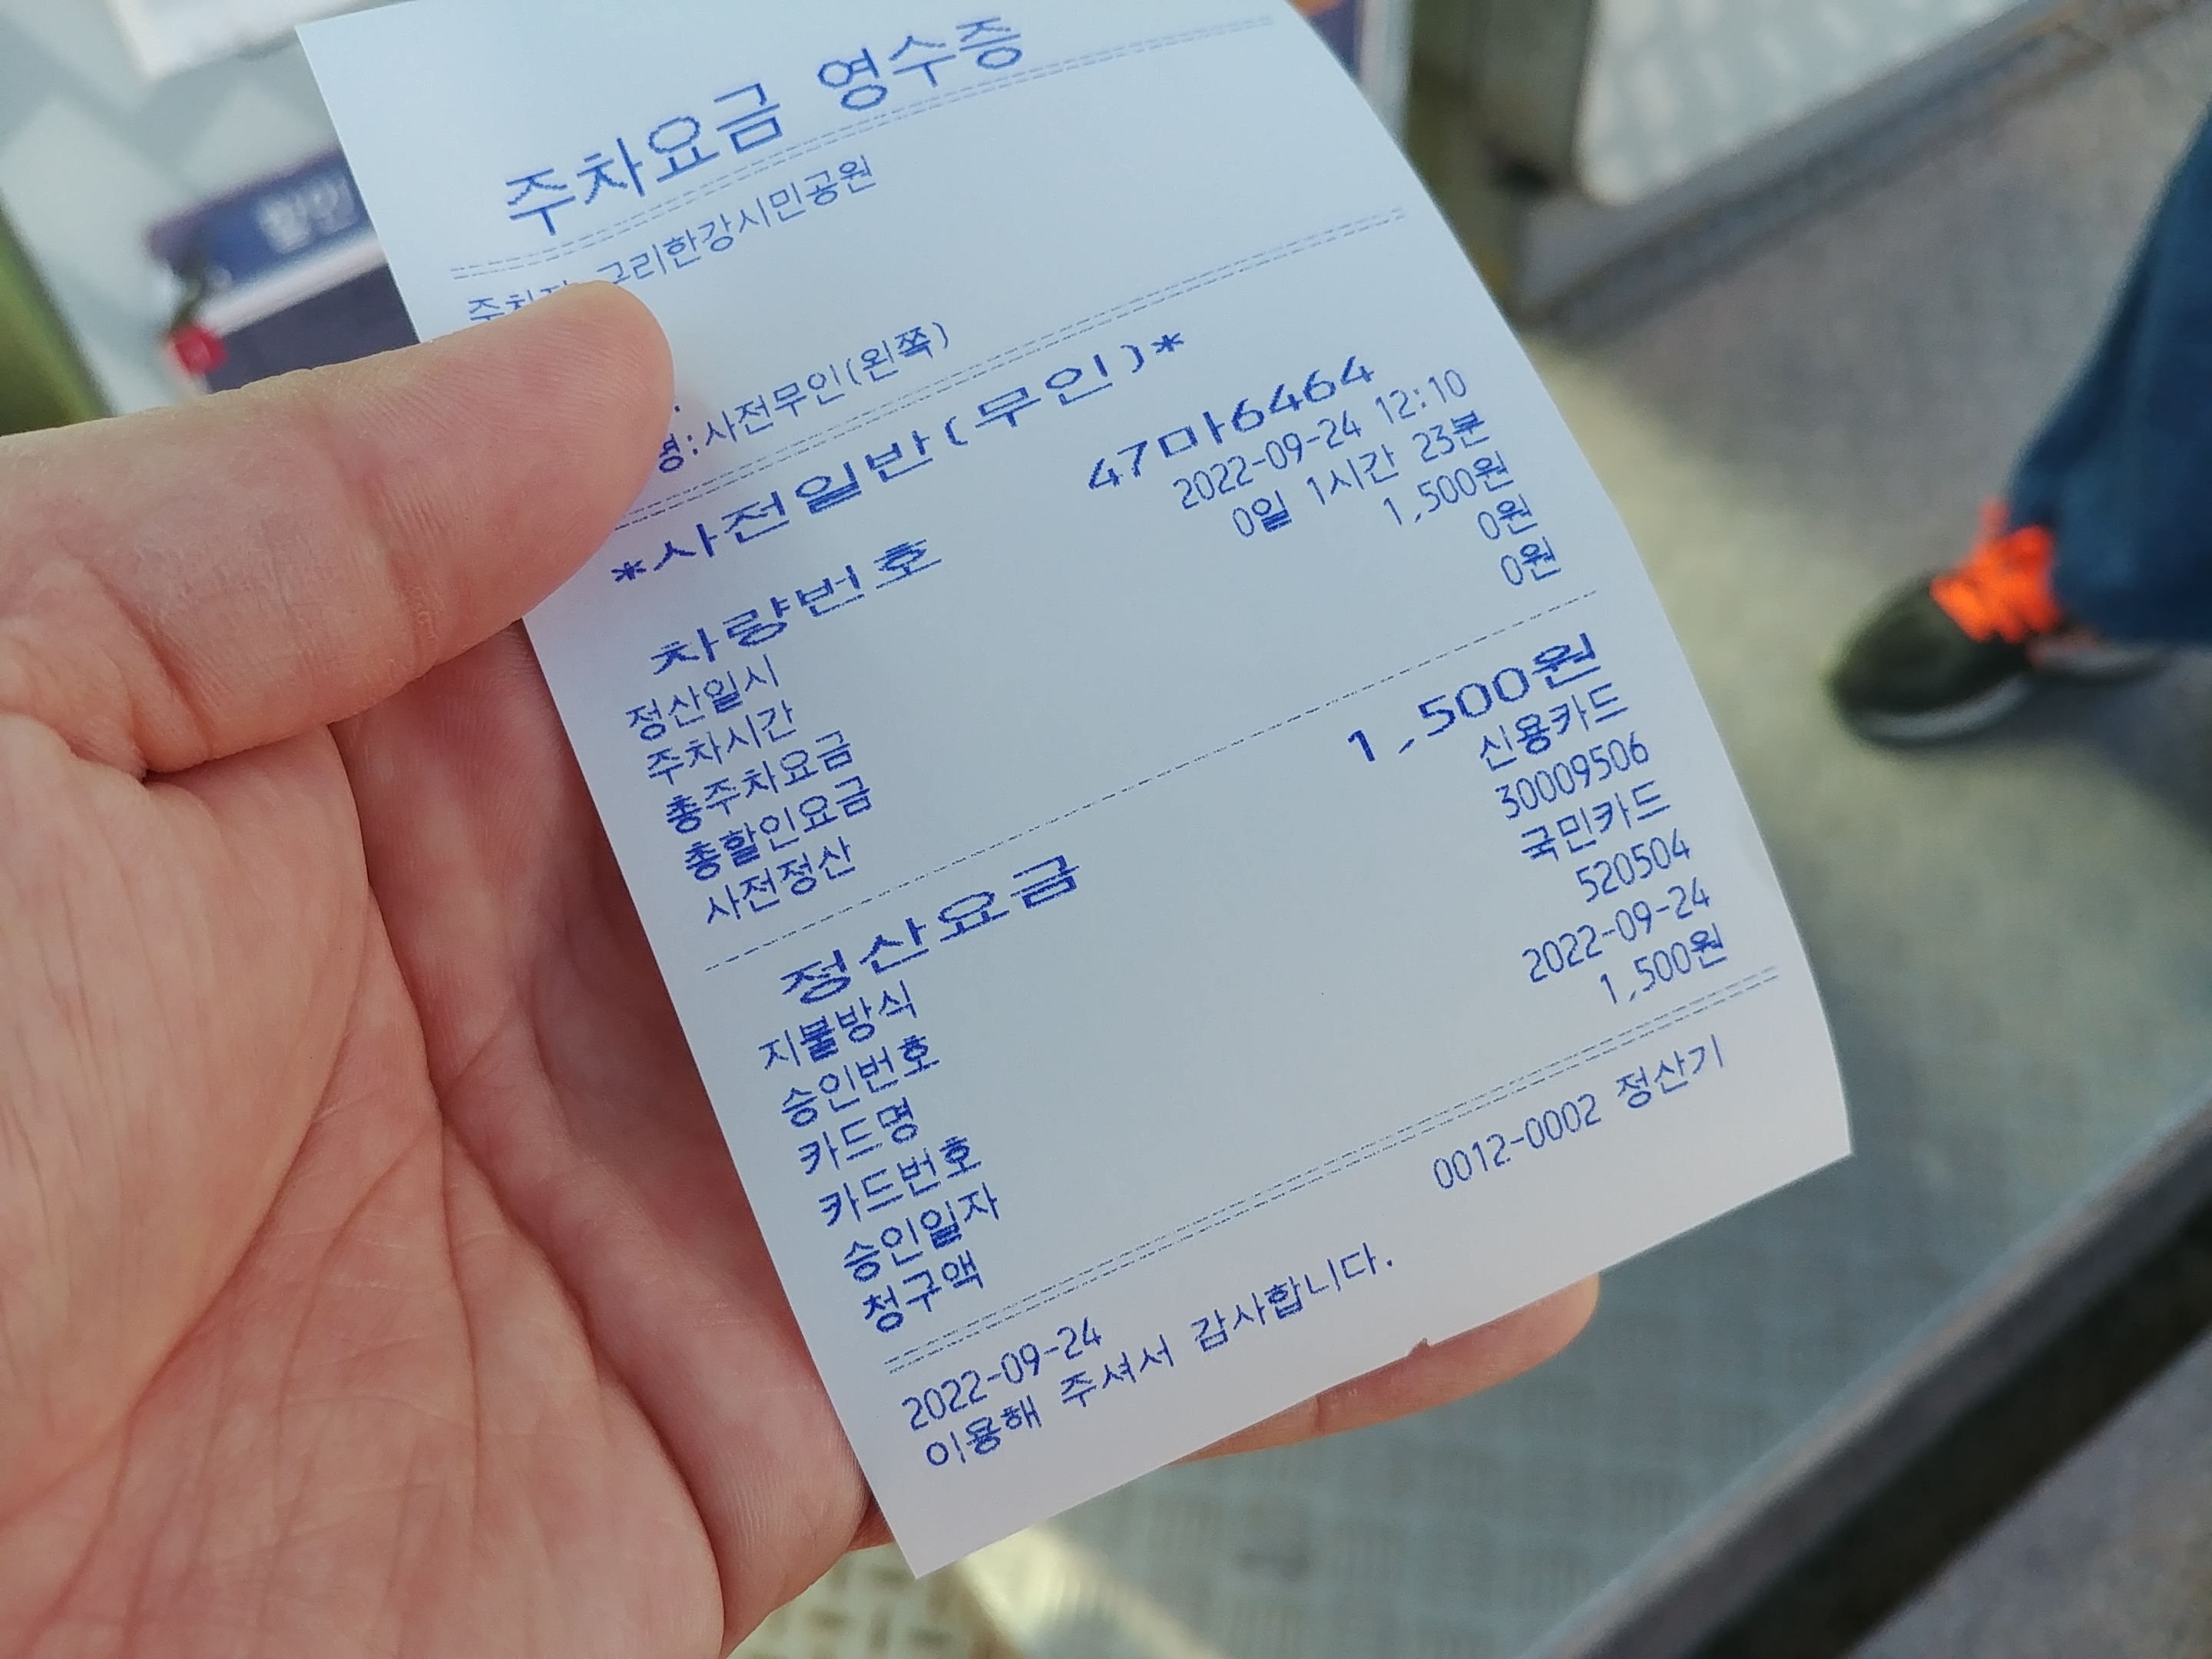 주차요금 영수증
구리한강시민공원
명:사전무인(왼쪽)
*사전일반(무인)*
차량번호 47마6464
정산일시 2022-09-24 12:10
주차시간 0일 1시간 23분
총주차요금 1,500원
총할인요금 0원
사전정산 0원
정산요금 1,500원
지불방식 신용카드
승인번호 30009506
카드명 국민카드
카드번호 520504
승인일자 2022-09-24
청구액 1,500원
2022-09-24 0012-0002 정산기
이용해 주셔서 감사합니다.
할인